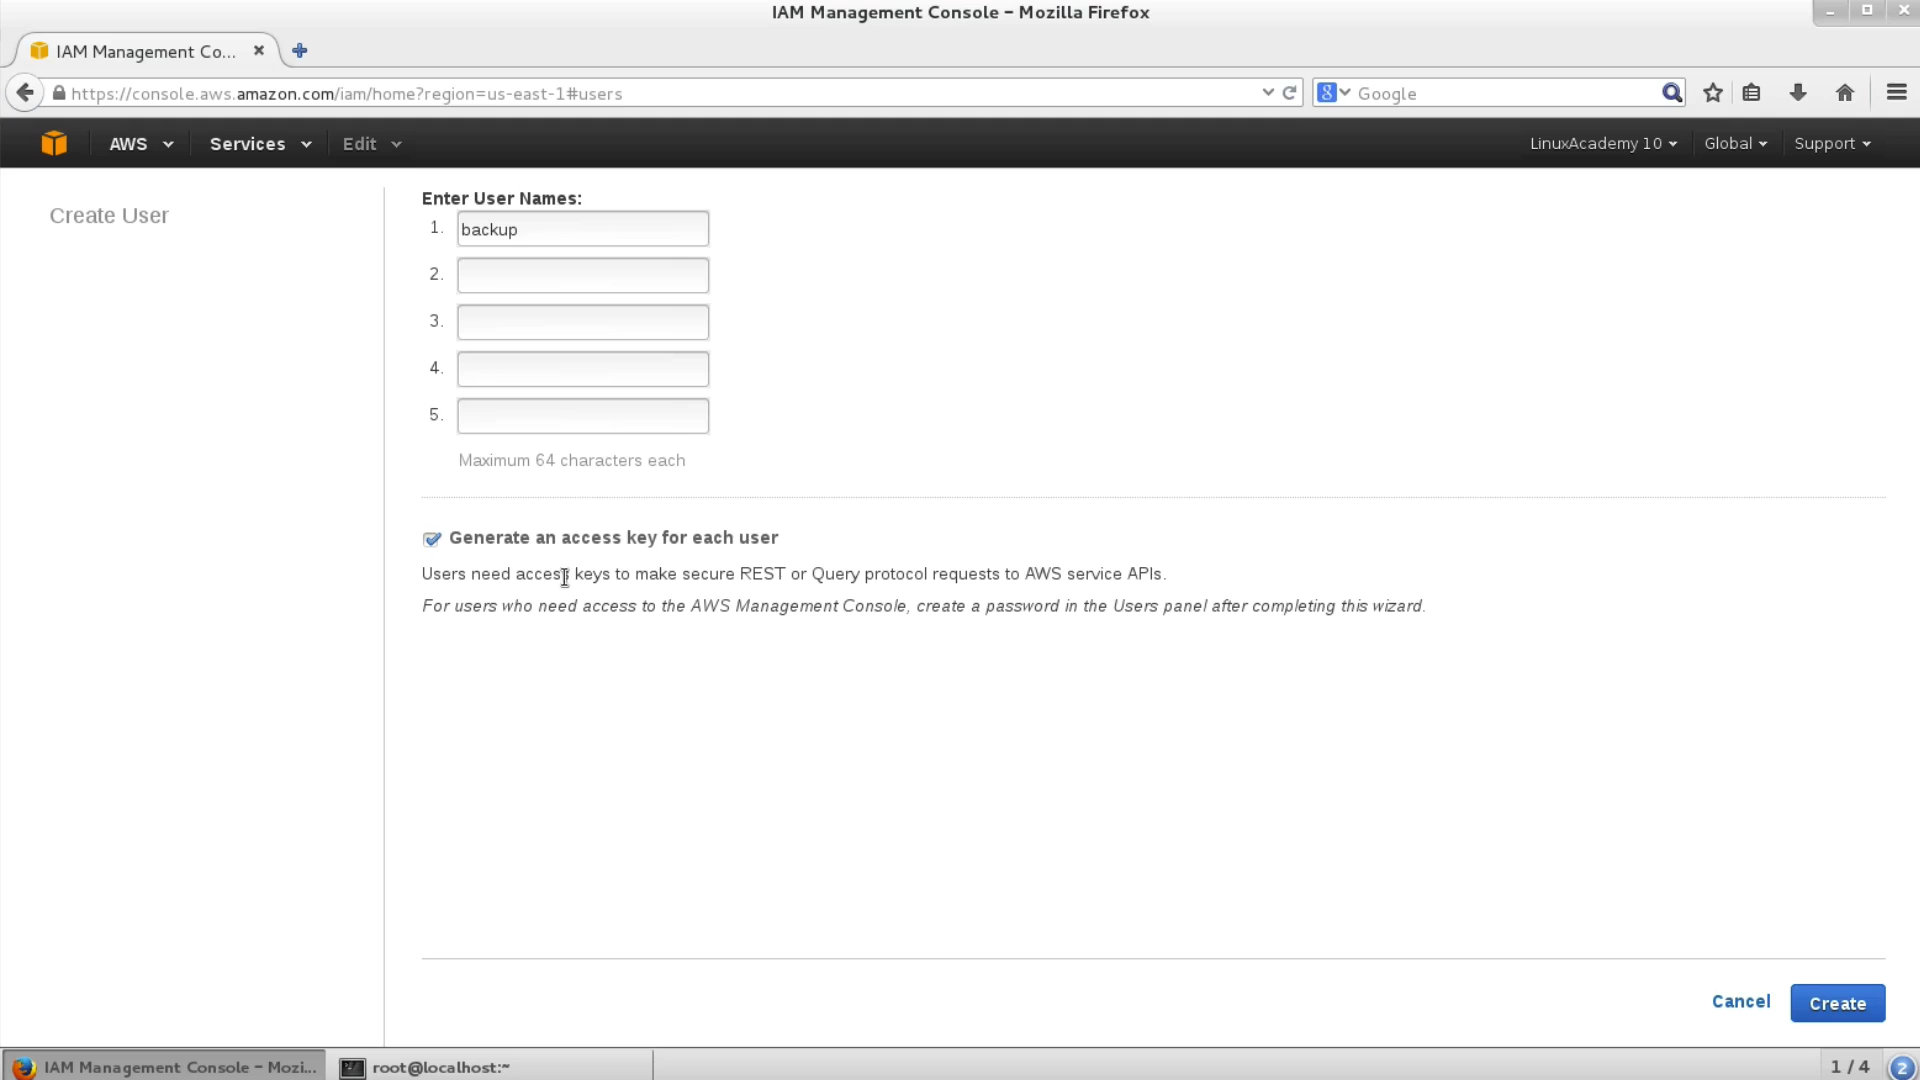 IAM Management Console - Mozilla Firefox
IAM Management Co...
https://console.aws.amazon.com/iam/home?region=us-east-1#users
Google
AWS
Services
Edit
LinuxAcademy 10
Global
Support
Create User
Enter User Names:
1. backup
2.
3.
4.
5.
Maximum 64 characters each
Generate an access key for each user
Users need access keys to make secure REST or Query protocol requests to AWS service APIs.
For users who need access to the AWS Management Console, create a password in the Users panel after completing this wizard.
Cancel
Create
IAM Management Console - Mozi...
root@localhost:~
1 / 4
2